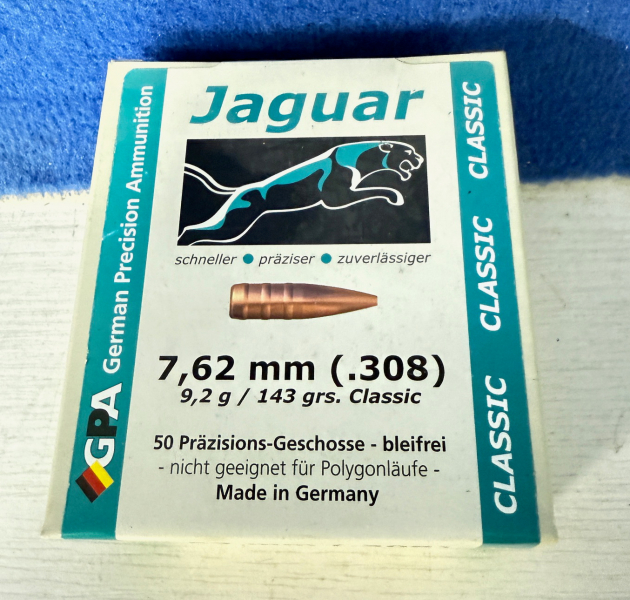 Jaguar
schneller ● präziser ● zuverlässiger
7,62 mm (.308)
9,2 g / 143 grs. Classic
50 Präzisions-Geschosse - bleifrei
- nicht geeignet für Polygonläufe -
Made in Germany
GPA German Precision Ammunition
CLASSIC
CLASSIC
CLASSIC